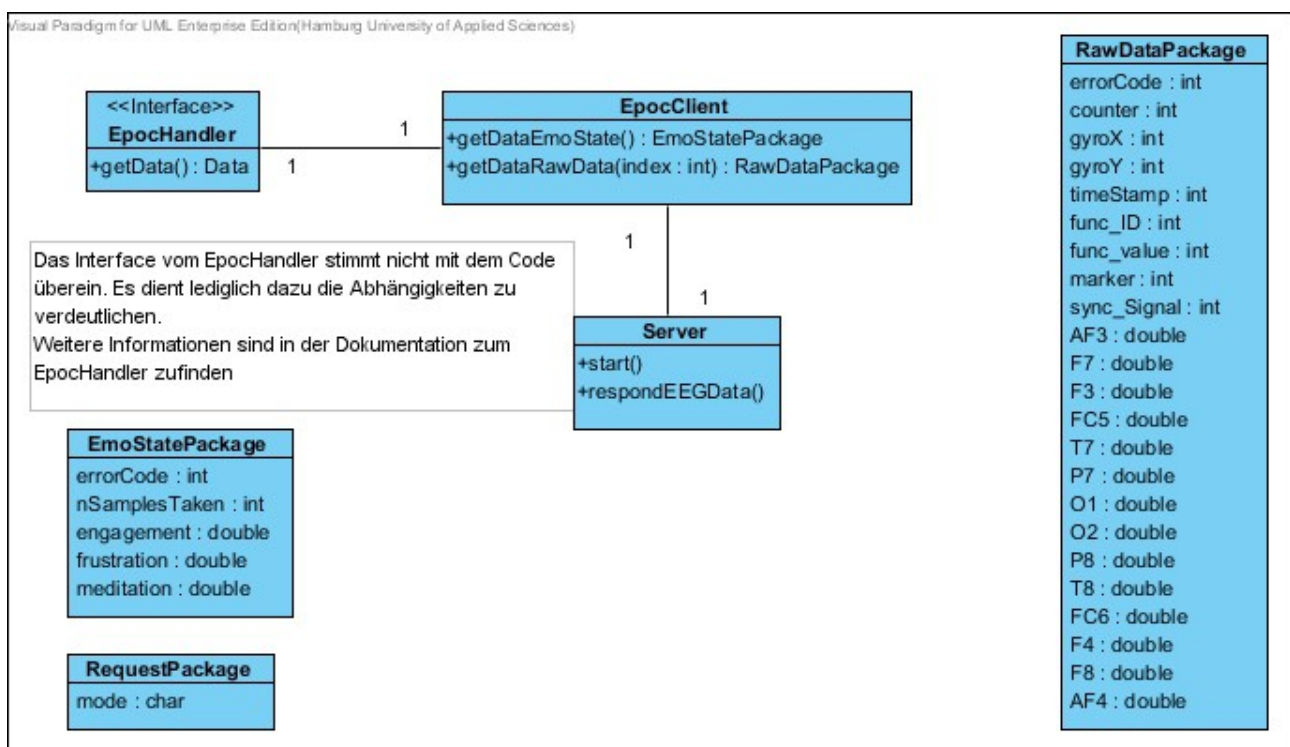 Visual Paradigm for UML Enterprise Edition(Hamburg University of Applied Sciences)
<<Interface>>
EpocHandler
+getData() : Data
1
1
EpocClient
+getDataEmoState() : EmoStatePackage
+getDataRawData(index : int) : RawDataPackage
1
1
Server
+start()
+respondEEGData()
Das Interface vom EpocHandler stimmt nicht mit dem Code
überein. Es dient lediglich dazu die Abhängigkeiten zu
verdeutlichen.
Weitere Informationen sind in der Dokumentation zum
EpocHandler zufinden
EmoStatePackage
errorCode : int
nSamplesTaken : int
engagement : double
frustration : double
meditation : double
RequestPackage
mode : char
RawDataPackage
errorCode : int
counter : int
gyroX : int
gyroY : int
timeStamp : int
func_ID : int
func_value : int
marker : int
sync_Signal : int
AF3 : double
F7 : double
F3 : double
FC5 : double
T7 : double
P7 : double
O1 : double
O2 : double
P8 : double
T8 : double
FC6 : double
F4 : double
F8 : double
AF4 : double